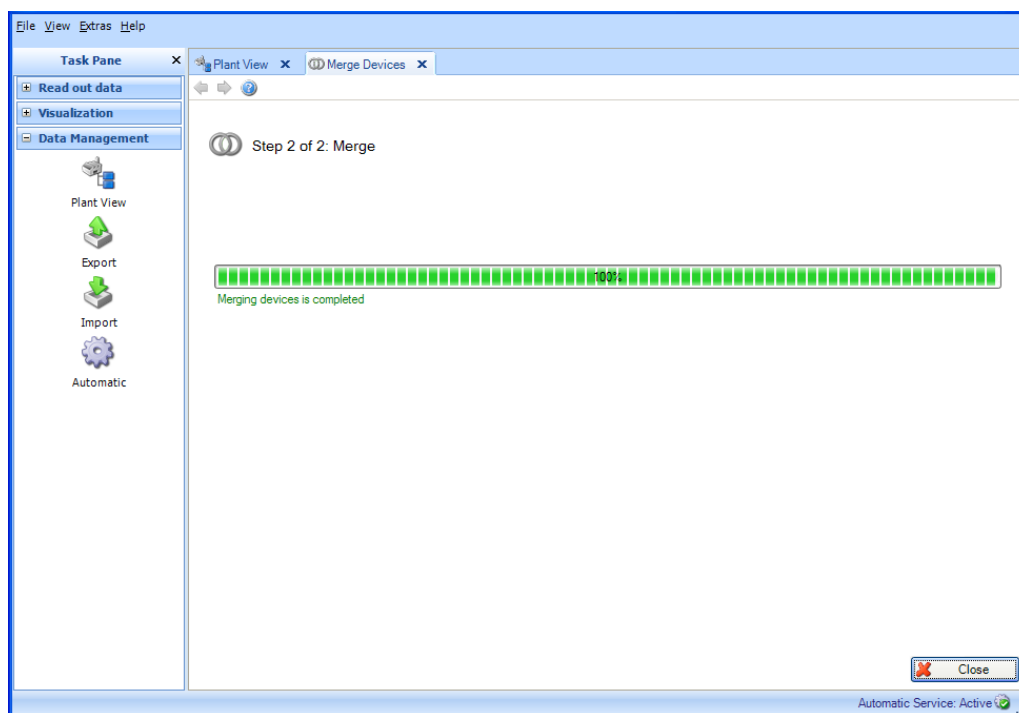 File View Extras Help
Task Pane
Plant View
Merge Devices
Read out data
Visualization
Data Management
Step 2 of 2: Merge
Plant View
Export
100%
Merging devices is completed
Import
Automatic
Close
Automatic Service: Active